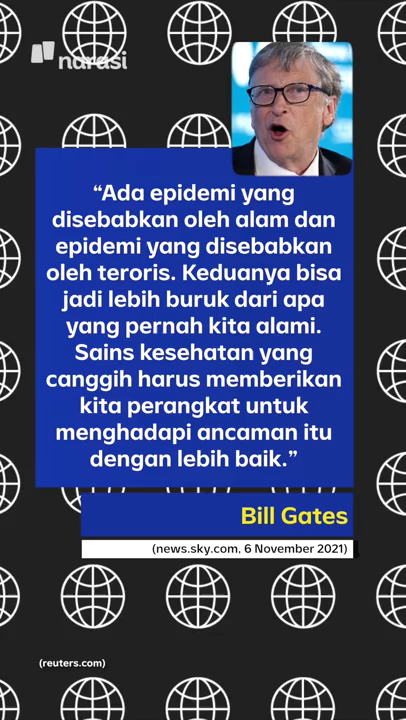 narasi
“Ada epidemi yang
disebabkan oleh alam dan
epidemi yang disebabkan
oleh teroris. Keduanya bisa
jadi lebih buruk dari apa
yang pernah kita alami.
Sains kesehatan yang
canggih harus memberikan
kita perangkat untuk
menghadapi ancaman itu
dengan lebih baik.”
Bill Gates
(news.sky.com, 6 November 2021)
(reuters.com)